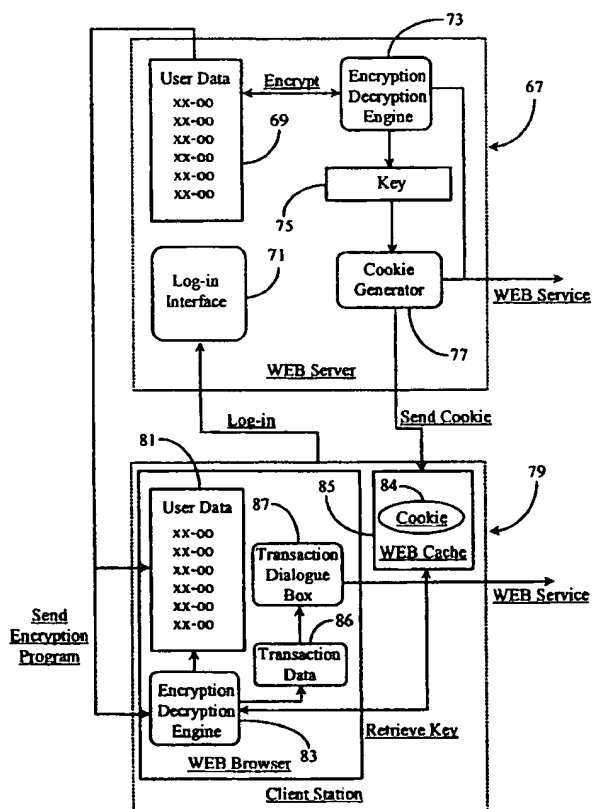 73
User Data
xx-oo
xx-oo
xx-oo
xx-oo
xx-oo
xx-oo
Encrypt
Encryption
Decryption
Engine
67
69
Key
75
71
Log-in
Interface
Cookie
Generator
WEB Service
77
WEB Server
Log-in
Send Cookie
81
User Data
xx-oo
xx-oo
xx-oo
xx-oo
xx-oo
xx-oo
87
Transaction
Dialogue
Box
85
84
Cookie
WEB Cache
79
WEB Service
86
Transaction
Data
Send
Encryption
Program
Encryption
Decryption
Engine
83
Retrieve Key
WEB Browser
Client Station